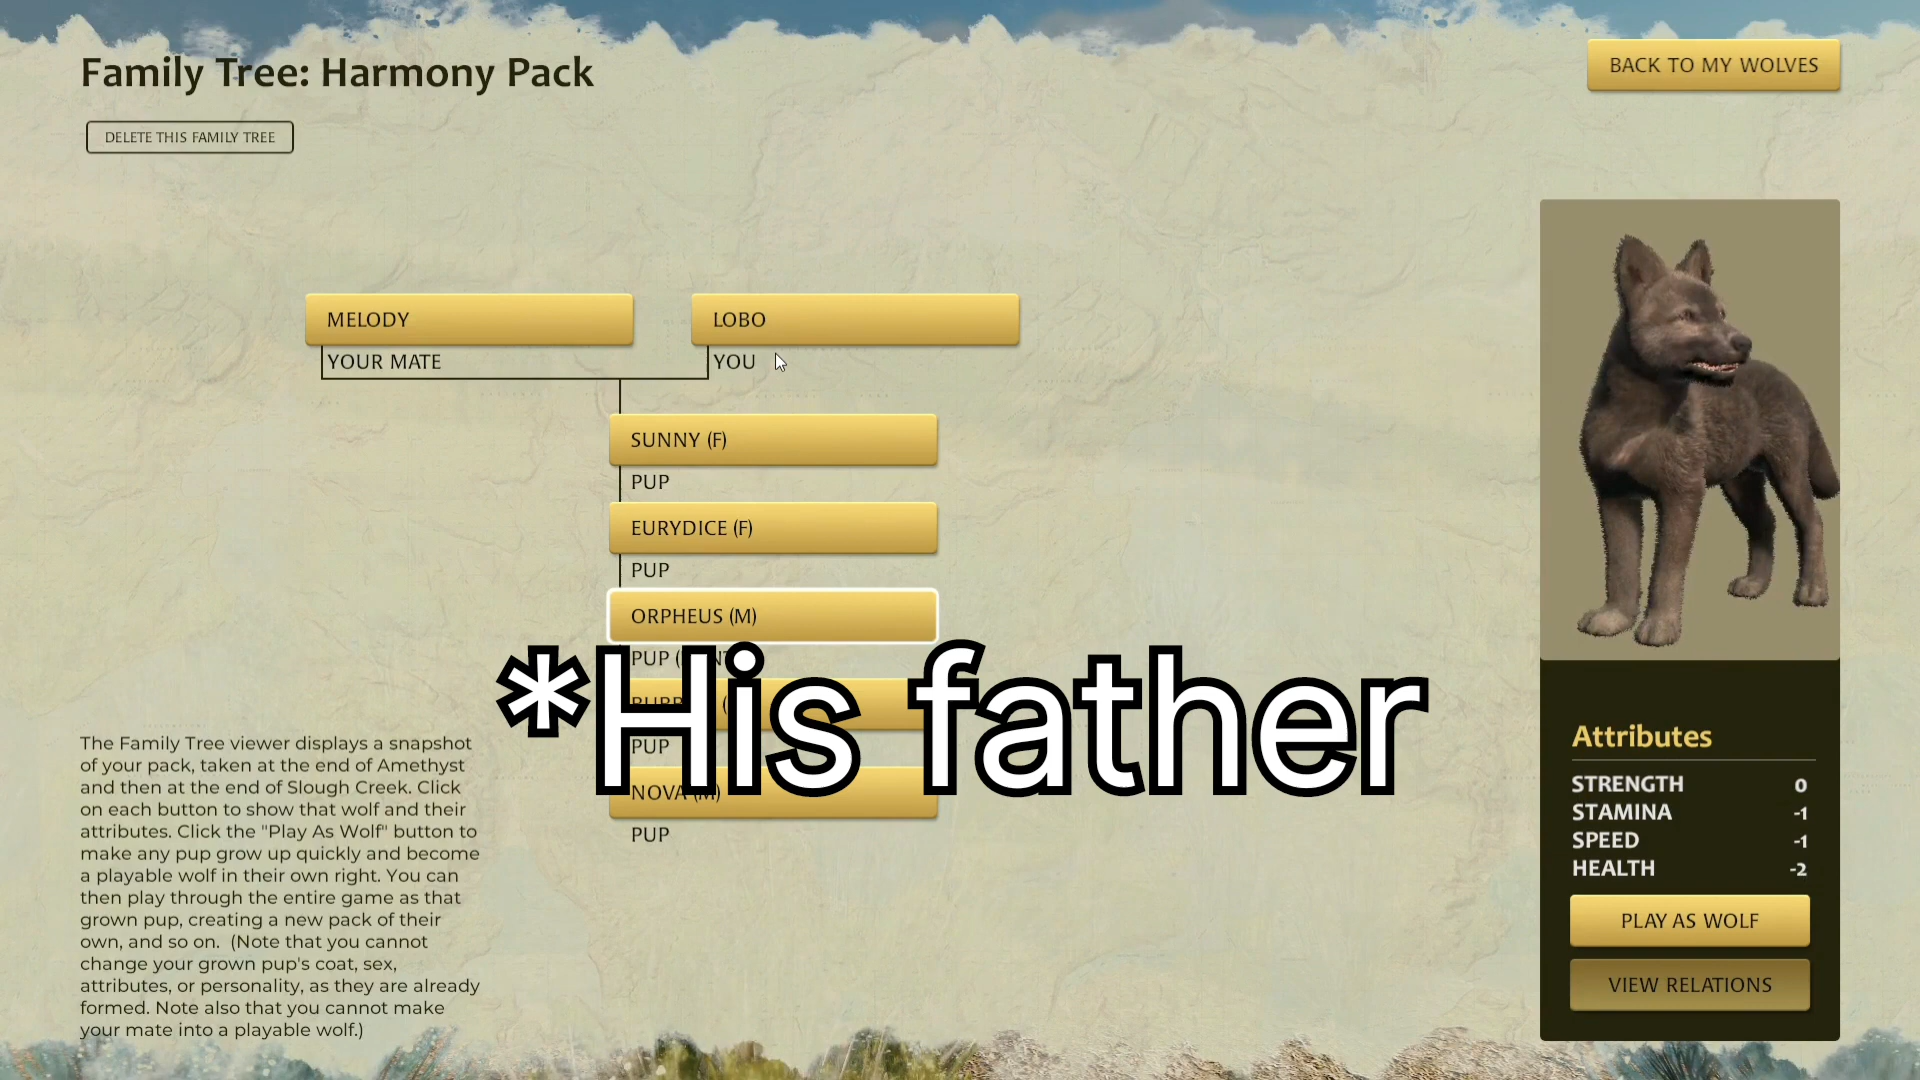 Family Tree: Harmony Pack
BACK TO MY WOLVES
DELETE THIS FAMILY TREE
MELODY
LOBO
YOUR MATE
YOU
SUNNY (F)
PUP
EURYDICE (F)
PUP
ORPHEUS (M)
PUP
*His father
PUP
NOVA (M)
PUP
The Family Tree viewer displays a snapshot
of your pack, taken at the end of Amethyst
and then at the end of Slough Creek. Click
on each button to show that wolf and their
attributes. Click the "Play As Wolf" button to
make any pup grow up quickly and become
a playable wolf in their own right. You can
then play through the entire game as that
grown pup, creating a new pack of their
own, and so on. (Note that you cannot
change your grown pup's coat, sex,
attributes, or personality, as they are already
formed. Note also that you cannot make
your mate into a playable wolf.)
Attributes
STRENGTH 0
STAMINA -1
SPEED -1
HEALTH -2
PLAY AS WOLF
VIEW RELATIONS